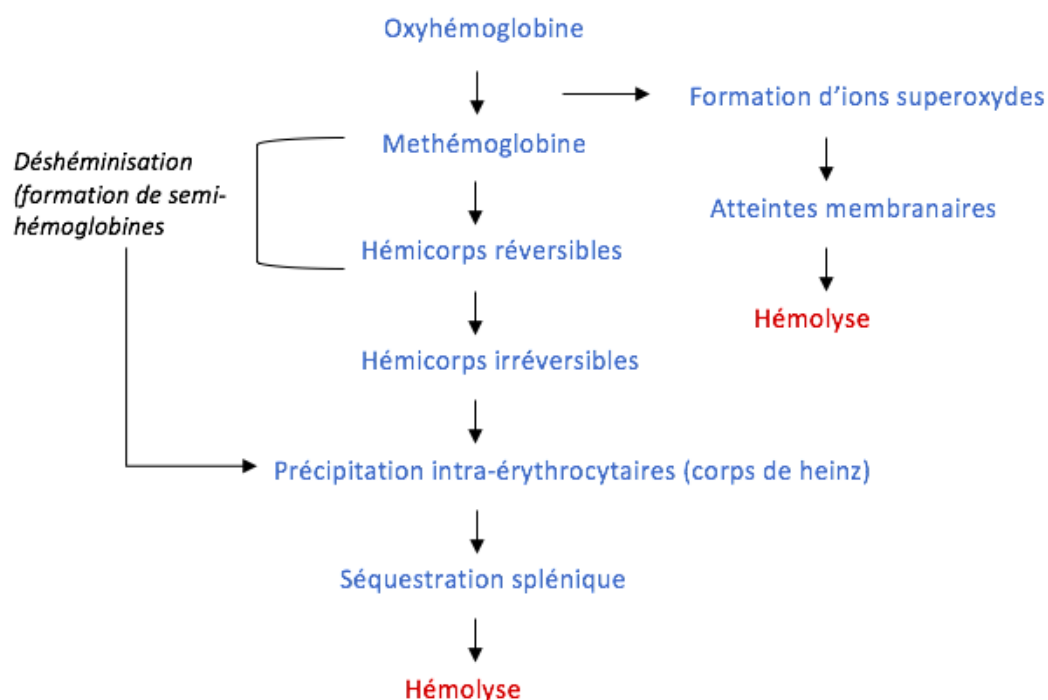 Oxyhémoglobine
Formation d'ions superoxydes
Methémoglobine
Déshéminisation
(formation de semi-
hémoglobines
Atteintes membranaires
Hémicorps réversibles
Hémolyse
Hémicorps irréversibles
Précipitation intra-érythrocytaires (corps de heinz)
Séquestration splénique
Hémolyse